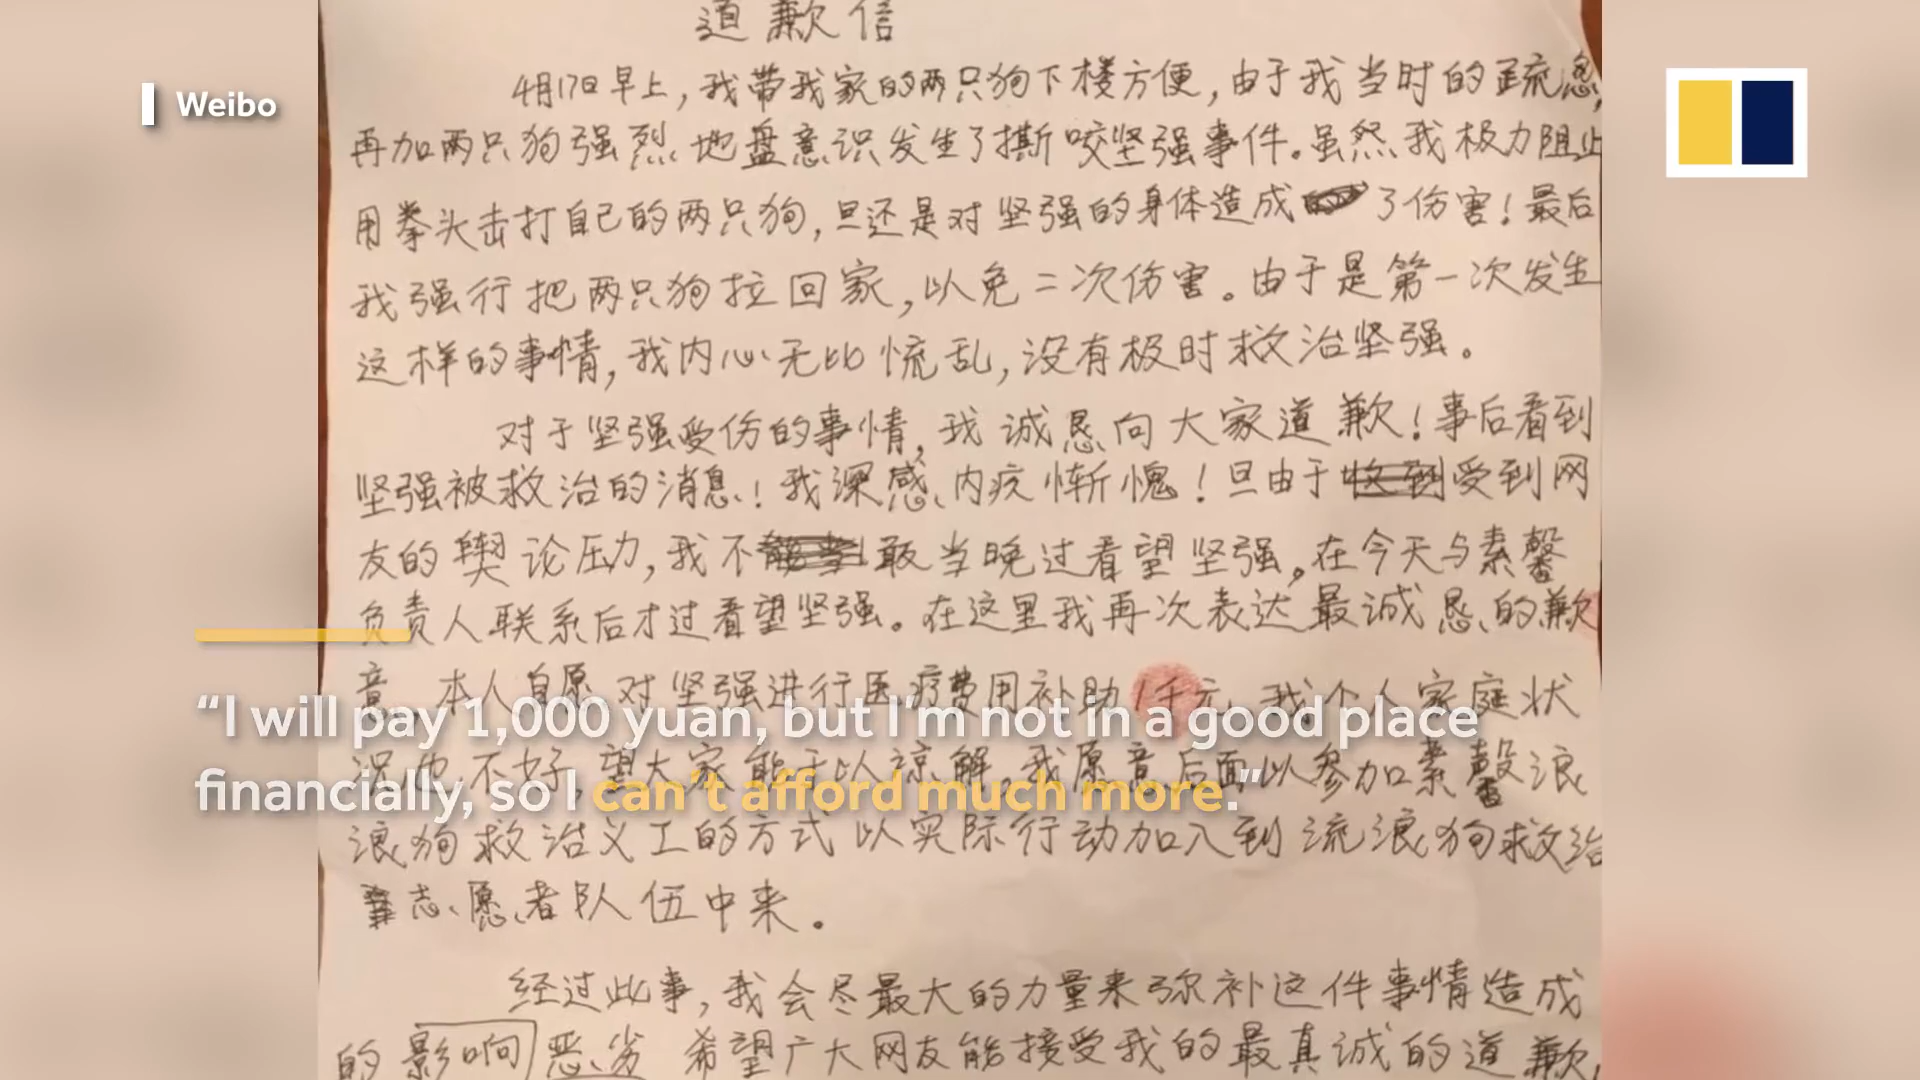 道歉信
Weibo
4月17日早上，我带我家的两只狗下楼方便，由于我当时的疏忽，
再加两只狗强烈地盘意识发生了撕咬坚强事件。虽然我极力阻止
用拳头击打自己的两只狗，旦还是对坚强的身体造成了伤害！最后
我强行把两只狗拉回家，以免二次伤害。由于是第一次发生
这样的事情，我内心无比慌乱，没有极时救治坚强。
对于坚强受伤的事情，我诚恳向大家道歉！事后看到
坚强被救治的消息！我深感内疚惭愧！旦由于受到网
友的舆论压力，我不敢当晚过看望坚强。在今天与素馨
负责人联系后才过看望坚强。在这里我再次表达最诚恳的歉
意，本人自愿对坚强进行医疗费用补助1千元，我个人家庭状
况也不好，望大家能予以谅解。我愿意后面以参加素馨浪
“I will pay 1,000 yuan, but I'm not in a good place
financially, so I can't afford much more.”
浪狗救治义工的方式以实际行动加入到流浪狗救治
志愿者队伍中来。
经过此事，我会尽最大的力量来弥补这件事情造成
的影响恶劣 希望广大网友能接受我的最真诚的道歉，